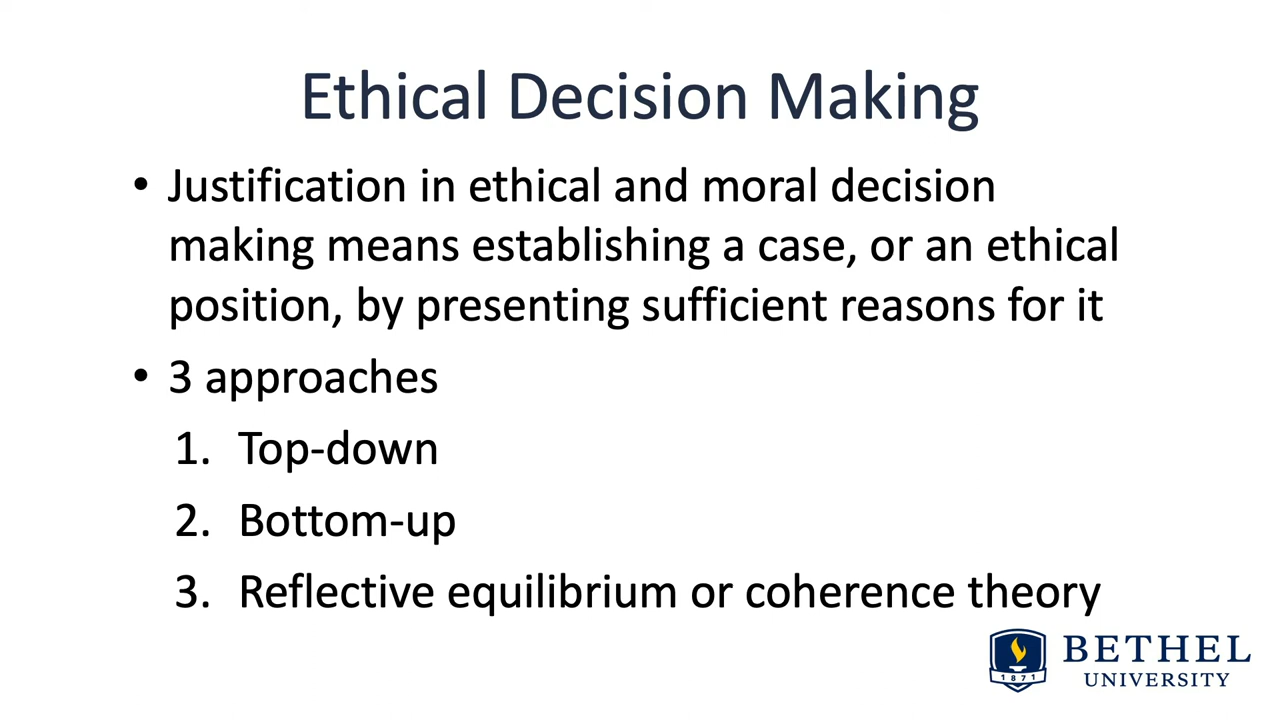 Ethical Decision Making
• Justification in ethical and moral decision
making means establishing a case, or an ethical
position, by presenting sufficient reasons for it
• 3 approaches
1. Top-down
2. Bottom-up
3. Reflective equilibrium or coherence theory
1871
BETHEL
UNIVERSITY